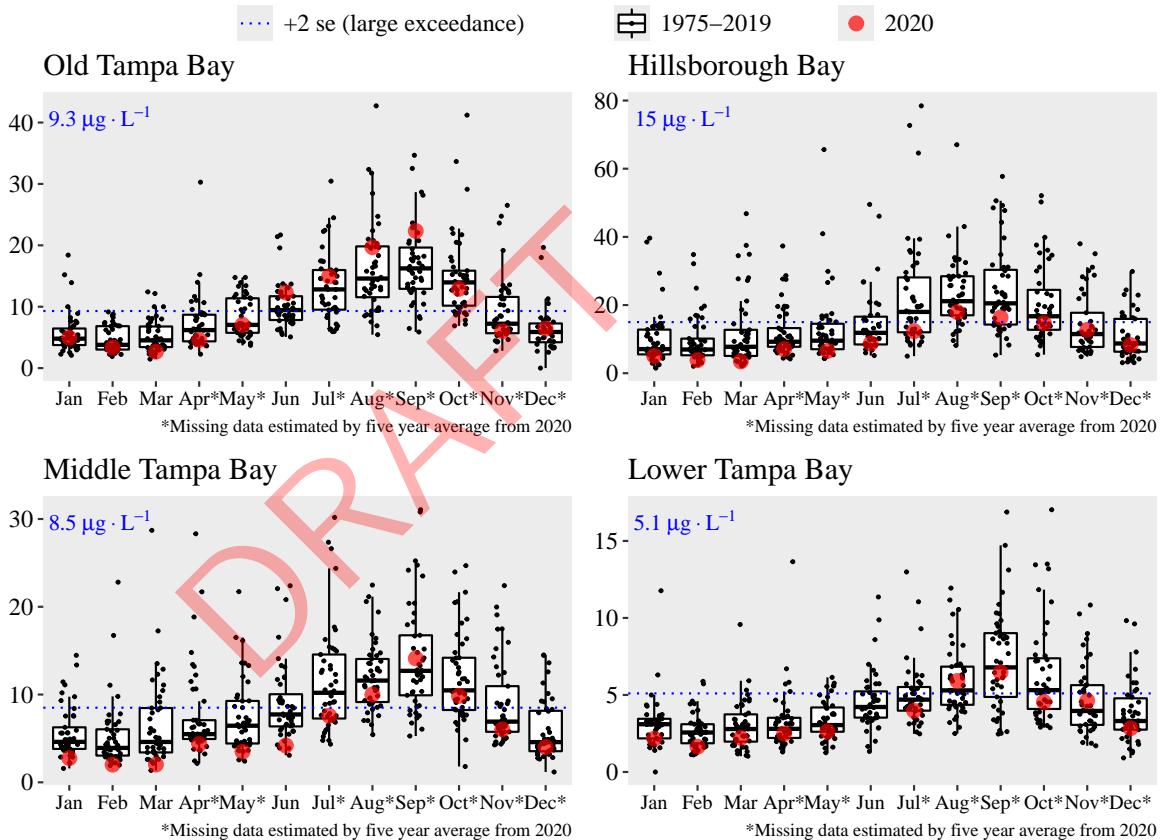 +2 se (large exceedance) 1975–2019 2020
Old Tampa Bay
9.3 μg · L⁻¹
40
30
20
10
0
Jan Feb Mar Apr* May* Jun Jul* Aug* Sep* Oct* Nov* Dec*
*Missing data estimated by five year average from 2020
Hillsborough Bay
15 μg · L⁻¹
80
60
40
20
0
Jan Feb Mar Apr* May* Jun Jul* Aug* Sep* Oct* Nov* Dec*
*Missing data estimated by five year average from 2020
Middle Tampa Bay
8.5 μg · L⁻¹
30
20
10
0
Jan Feb Mar Apr* May* Jun Jul* Aug* Sep* Oct* Nov* Dec*
*Missing data estimated by five year average from 2020
Lower Tampa Bay
5.1 μg · L⁻¹
15
10
5
0
Jan Feb Mar Apr* May* Jun Jul* Aug* Sep* Oct* Nov* Dec*
*Missing data estimated by five year average from 2020
DRAFT